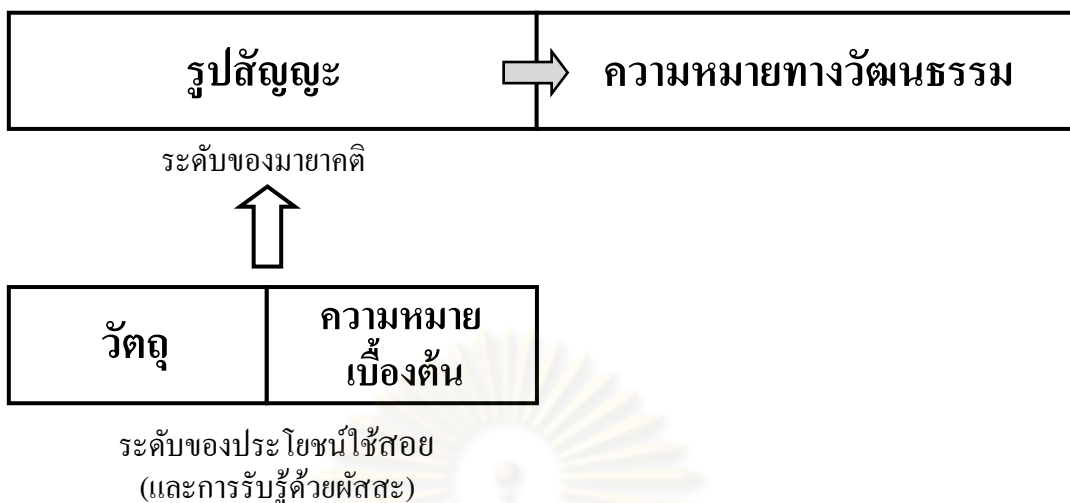 รูปสัญญะ
ความหมายทางวัฒนธรรม
ระดับของมายาคติ
วัตถุ
ความหมาย
เบื้องต้น
ระดับของประโยชน์ใช้สอย
(และการรับรู้ด้วยผัสสะ)